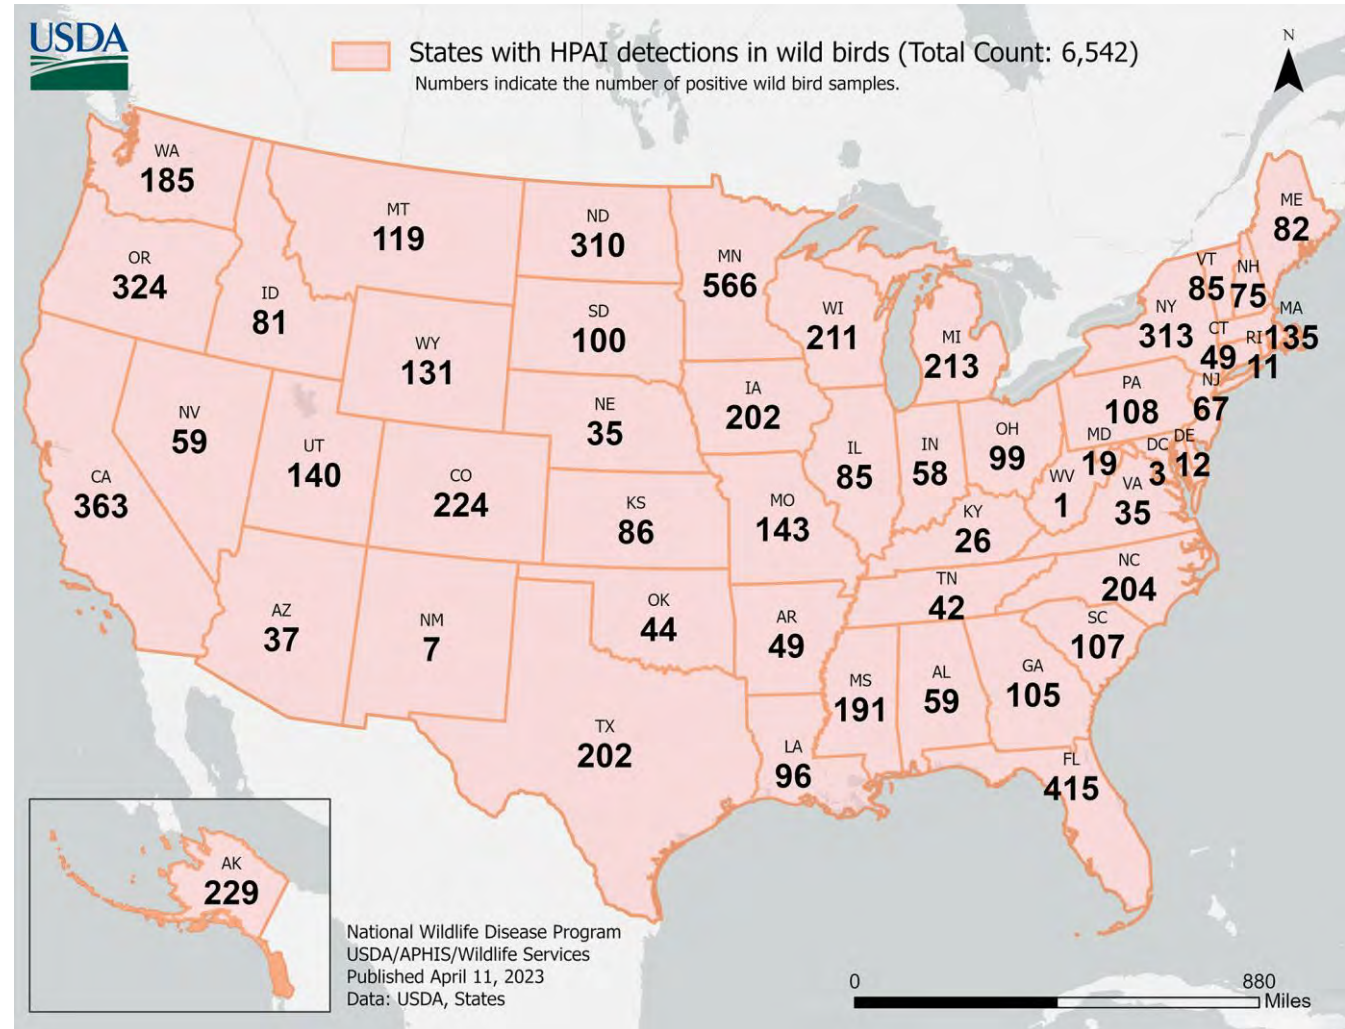 USDA
States with HPAI detections in wild birds (Total Count: 6,542)
Numbers indicate the number of positive wild bird samples.
N
WA
185
MT
119
ND
310
MN
566
ME
82
OR
324
ID
81
SD
100
WI
211
MI
213
VT
85
NH
75
NY
313
MA
135
CT
49
RI
11
WY
131
IA
202
NE
35
PA
108
NJ
67
NV
59
UT
140
CO
224
IL
85
IN
58
OH
99
MD
19
DC
3
DE
12
CA
363
KS
86
MO
143
WV
1
VA
35
KY
26
NC
204
TN
42
AZ
37
NM
7
OK
44
AR
49
SC
107
MS
191
AL
59
GA
105
TX
202
LA
96
FL
415
AK
229
National Wildlife Disease Program
USDA/APHIS/Wildlife Services
Published April 11, 2023
Data: USDA, States
0 880
Miles